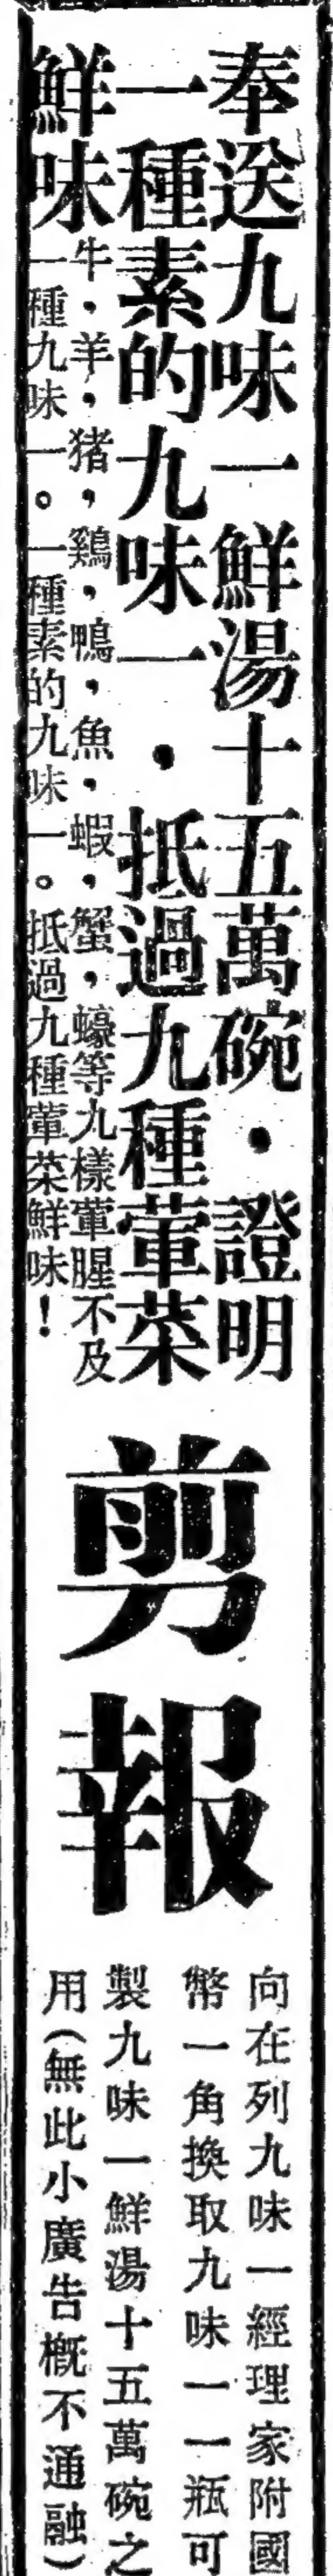 奉送九味一鮮湯十五萬碗・證明
一種素的九味一・抵過九種葷菜
鮮味
牛，羊，猪，鷄，鴨，魚，蝦，蟹，蠔等九樣葷腥不及
一種九味一。一種素的九味一。抵過九種葷菜鮮味！
剪報
向在列九味一經理家附國
幣一角換取九味一一瓶可
製九味一鮮湯十五萬碗之
用（無此小廣告概不通融）